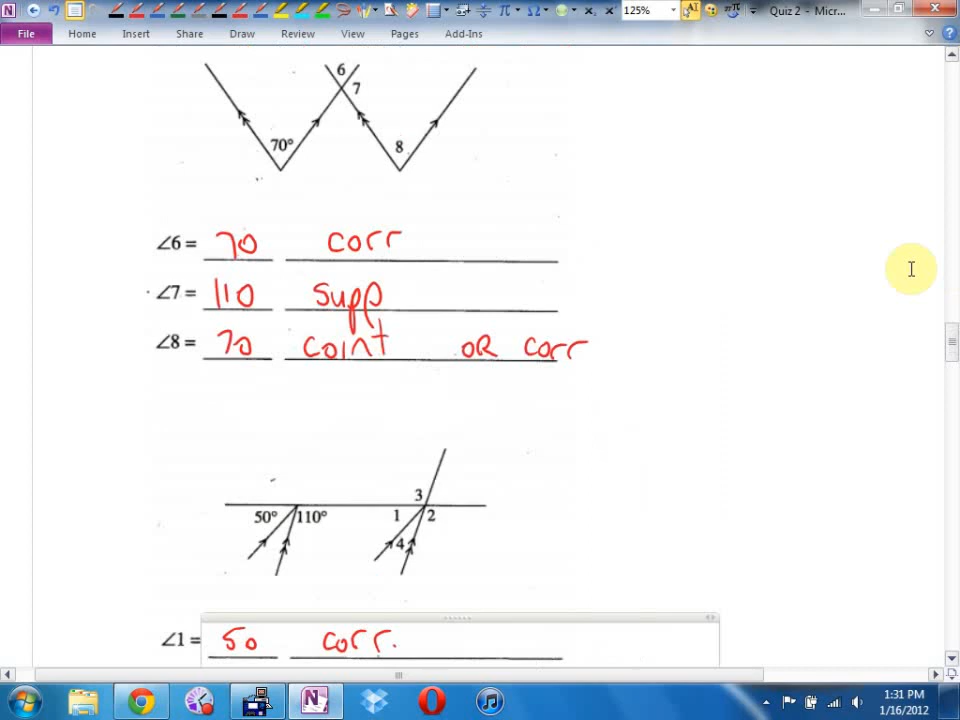 125% Quiz 2 - Micr...
File Home Insert Share Draw Review View Pages Add-Ins
6
7
70° 8
∠6 = 70 corr
∠7 = 110 supp
∠8 = 70 coint OR corr
3
50° 110° 1 2
4
∠1 = 50 corr.
1:31 PM
1/16/2012